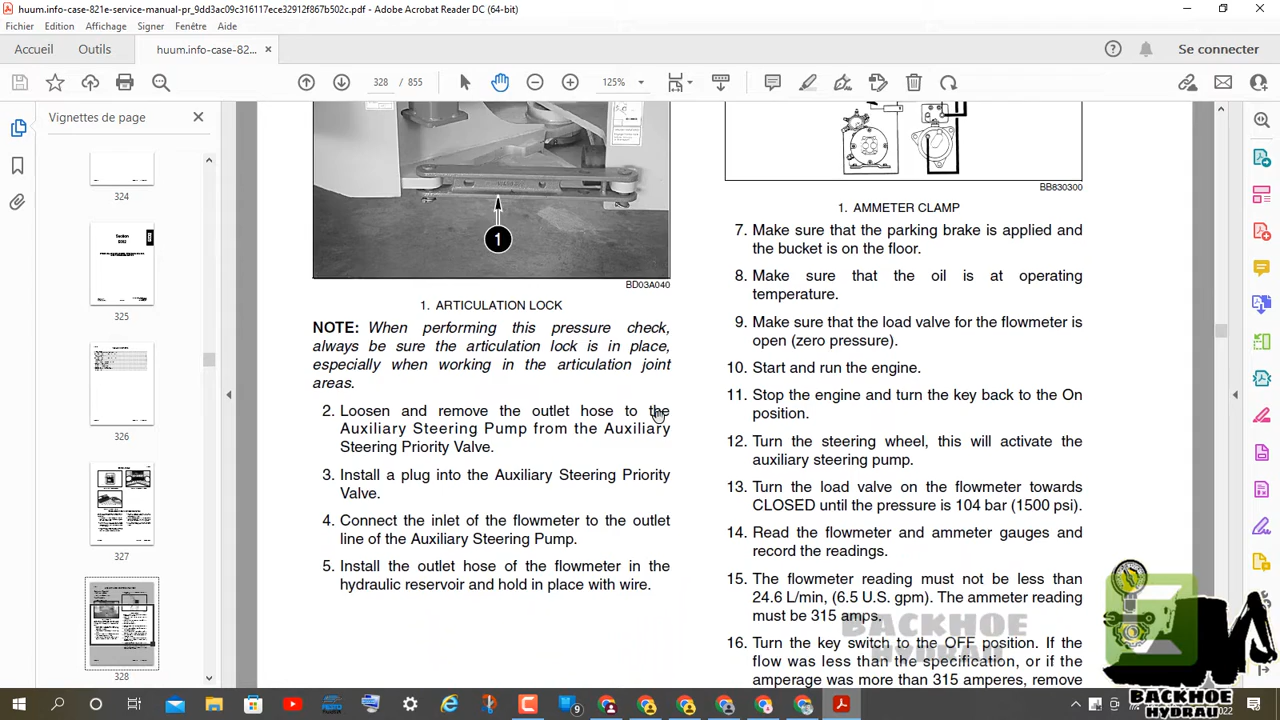 huum.info-case-821e-service-manual-pr_9dd3ac09c316117ece32912f867b502c.pdf - Adobe Acrobat Reader DC (64-bit)
Fichier Edition Affichage Signer Fenêtre Aide
Accueil Outils huum.info-case-82... × Se connecter
328 / 855 125%
Vignettes de page
324
325
326
327
328
1
BD03A040
1. ARTICULATION LOCK
NOTE: When performing this pressure check,
always be sure the articulation lock is in place,
especially when working in the articulation joint
areas.
2. Loosen and remove the outlet hose to the
Auxiliary Steering Pump from the Auxiliary
Steering Priority Valve.
3. Install a plug into the Auxiliary Steering Priority
Valve.
4. Connect the inlet of the flowmeter to the outlet
line of the Auxiliary Steering Pump.
5. Install the outlet hose of the flowmeter in the
hydraulic reservoir and hold in place with wire.
BB830300
1. AMMETER CLAMP
7. Make sure that the parking brake is applied and
the bucket is on the floor.
8. Make sure that the oil is at operating
temperature.
9. Make sure that the load valve for the flowmeter is
open (zero pressure).
10. Start and run the engine.
11. Stop the engine and turn the key back to the On
position.
12. Turn the steering wheel, this will activate the
auxiliary steering pump.
13. Turn the load valve on the flowmeter towards
CLOSED until the pressure is 104 bar (1500 psi).
14. Read the flowmeter and ammeter gauges and
record the readings.
15. The flowmeter reading must not be less than
24.6 L/min, (6.5 U.S. gpm). The ammeter reading
must be 315 amps.
16. Turn the key switch to the OFF position. If the
flow was less than the specification, or if the
amperage was more than 315 amperes, remove
BACKHOE
HYDRAU
BACKHOE
HYDRAU